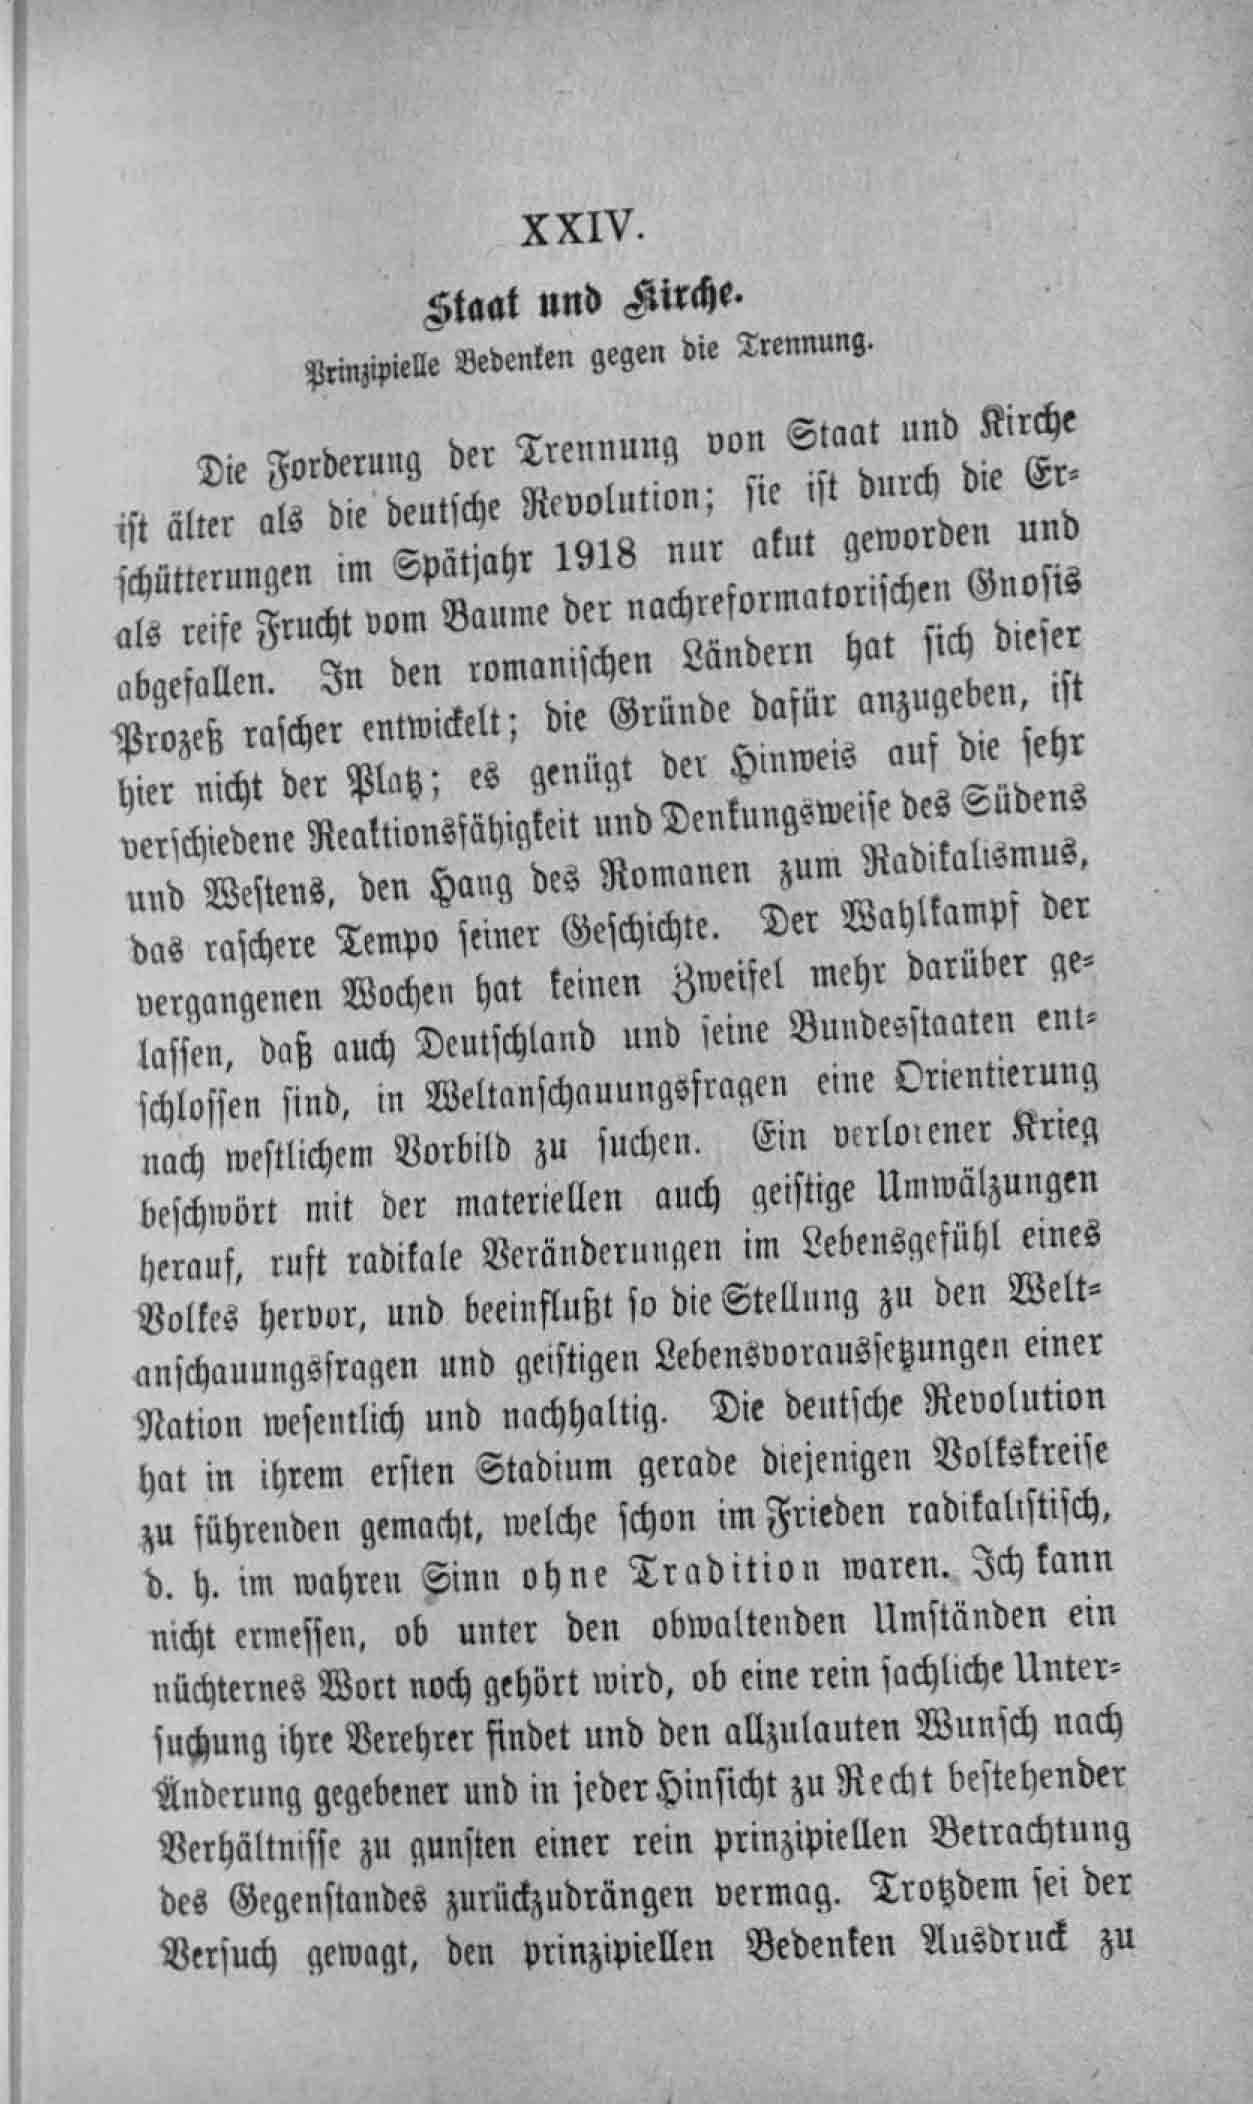 XXIV.
Staat und Kirche.
Prinzipielle Bedenken gegen die Trennung.
Die Forderung der Trennung von Staat und Kirche
ist älter als die deutsche Revolution; sie ist durch die Er-
schütterungen im Spätjahr 1918 nur akut geworden und
als reife Frucht vom Baume der nachreformatorischen Gnosis
abgefallen. In den romanischen Ländern hat sich dieser
Prozeß rascher entwickelt; die Gründe dafür anzugeben, ist
hier nicht der Platz; es genügt der Hinweis auf die sehr
verschiedene Reaktionsfähigkeit und Denkungsweise des Südens
und Westens, den Hang des Romanen zum Radikalismus,
das raschere Tempo seiner Geschichte. Der Wahlkampf der
vergangenen Wochen hat keinen Zweifel mehr darüber ge-
lassen, daß auch Deutschland und seine Bundesstaaten ent-
schlossen sind, in Weltanschauungsfragen eine Orientierung
nach westlichem Vorbild zu suchen. Ein verlorener Krieg
beschwört mit der materiellen auch geistige Umwälzungen
herauf, ruft radikale Veränderungen im Lebensgefühl eines
Volkes hervor, und beeinflußt so die Stellung zu den Welt-
anschauungsfragen und geistigen Lebensvoraussetzungen einer
Nation wesentlich und nachhaltig. Die deutsche Revolution
hat in ihrem ersten Stadium gerade diejenigen Volkskreise
zu führenden gemacht, welche schon im Frieden radikalistisch,
d. h. im wahren Sinn ohne Tradition waren. Ich kann
nicht ermessen, ob unter den obwaltenden Umständen ein
nüchternes Wort noch gehört wird, ob eine rein sachliche Unter-
suchung ihre Verehrer findet und den allzulauten Wunsch nach
Änderung gegebener und in jeder Hinsicht zu Recht bestehender
Verhältnisse zu gunsten einer rein prinzipiellen Betrachtung
des Gegenstandes zurückzudrängen vermag. Trotzdem sei der
Versuch gewagt, den prinzipiellen Bedenken Ausdruck zu